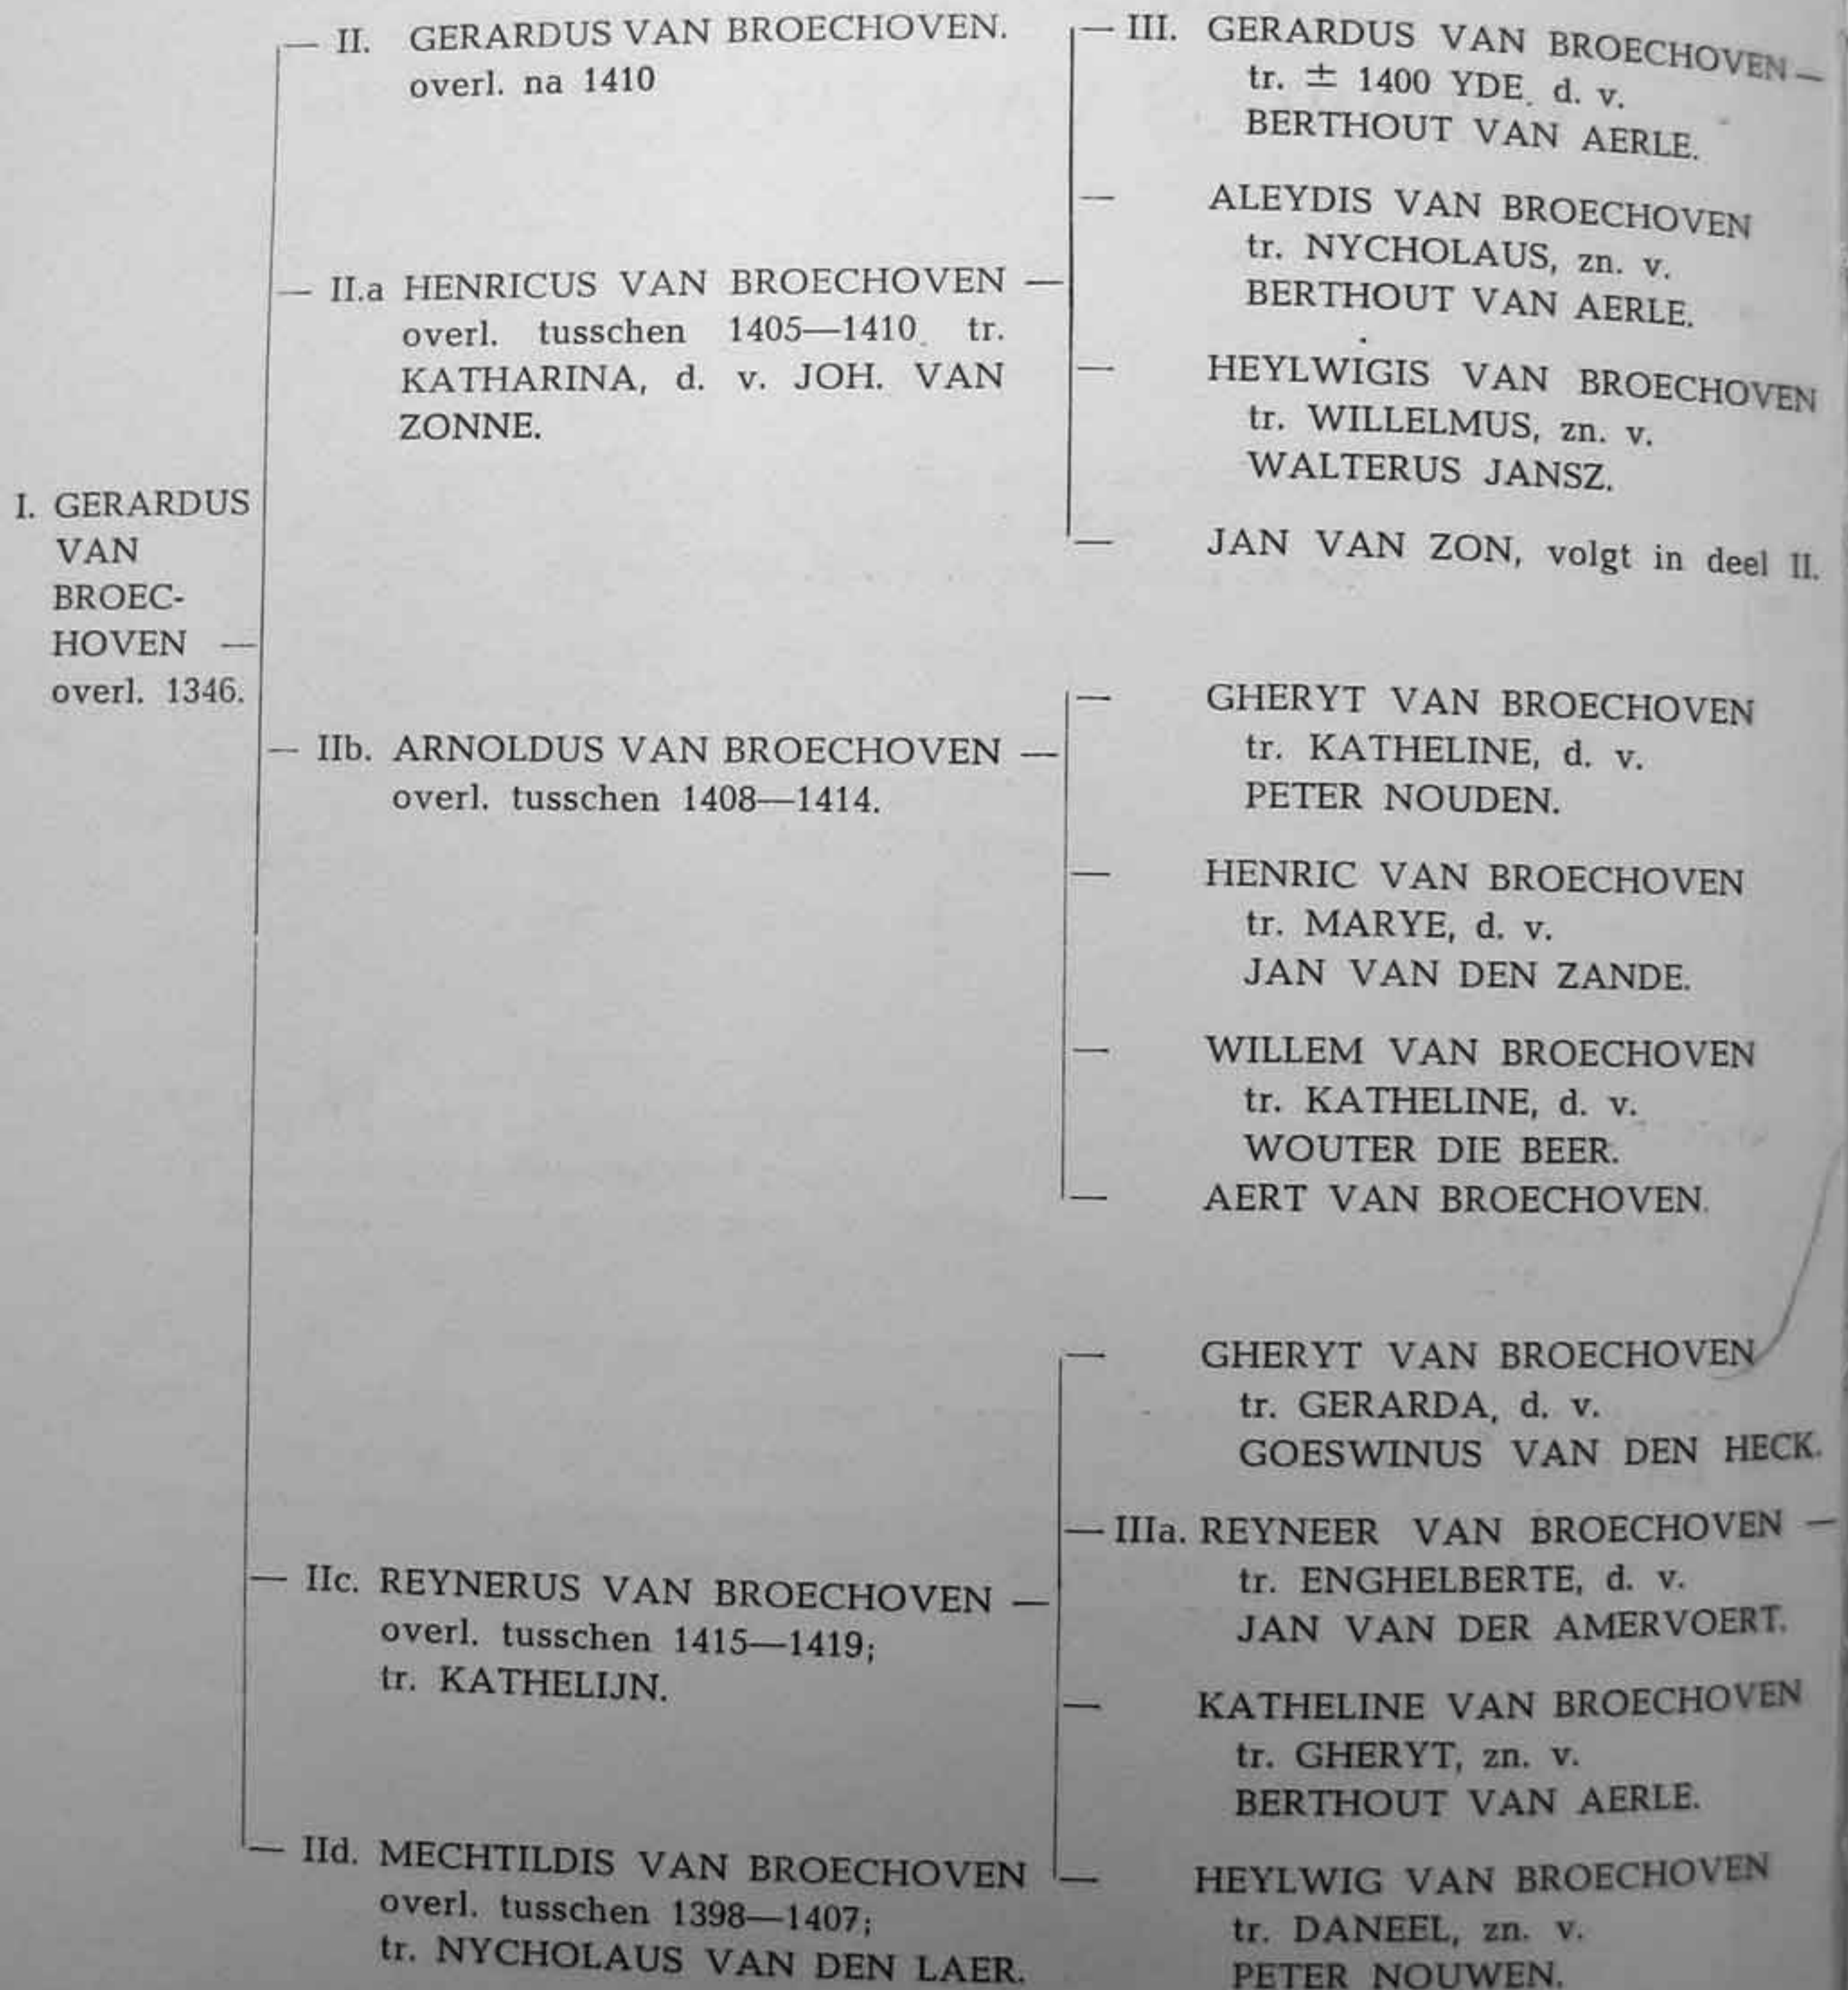 I. GERARDUS
VAN
BROEC-
HOVEN —
overl. 1346.
— II. GERARDUS VAN BROECHOVEN.
overl. na 1410
— II.a HENRICUS VAN BROECHOVEN —
overl. tusschen 1405—1410. tr.
KATHARINA, d. v. JOH. VAN
ZONNE.
— IIb. ARNOLDUS VAN BROECHOVEN —
overl. tusschen 1408—1414.
— IIc. REYNERUS VAN BROECHOVEN —
overl. tusschen 1415—1419;
tr. KATHELIJN.
— IId. MECHTILDIS VAN BROECHOVEN
overl. tusschen 1398—1407;
tr. NYCHOLAUS VAN DEN LAER.
— III. GERARDUS VAN BROECHOVEN —
tr. ± 1400 YDE. d. v.
BERTHOUT VAN AERLE.
— ALEYDIS VAN BROECHOVEN
tr. NYCHOLAUS, zn. v.
BERTHOUT VAN AERLE.
— HEYLWIGIS VAN BROECHOVEN
tr. WILLELMUS, zn. v.
WALTERUS JANSZ.
— JAN VAN ZON, volgt in deel II.
— GHERYT VAN BROECHOVEN
tr. KATHELINE, d. v.
PETER NOUDEN.
— HENRIC VAN BROECHOVEN
tr. MARYE, d. v.
JAN VAN DEN ZANDE.
— WILLEM VAN BROECHOVEN
tr. KATHELINE, d. v.
WOUTER DIE BEER.
— AERT VAN BROECHOVEN.
— GHERYT VAN BROECHOVEN
tr. GERARDA, d. v.
GOESWINUS VAN DEN HECK.
— IIIa. REYNEER VAN BROECHOVEN —
tr. ENGHELBERTE, d. v.
JAN VAN DER AMERVOERT.
— KATHELINE VAN BROECHOVEN
tr. GHERYT, zn. v.
BERTHOUT VAN AERLE.
— HEYLWIG VAN BROECHOVEN
tr. DANEEL, zn. v.
PETER NOUWEN.